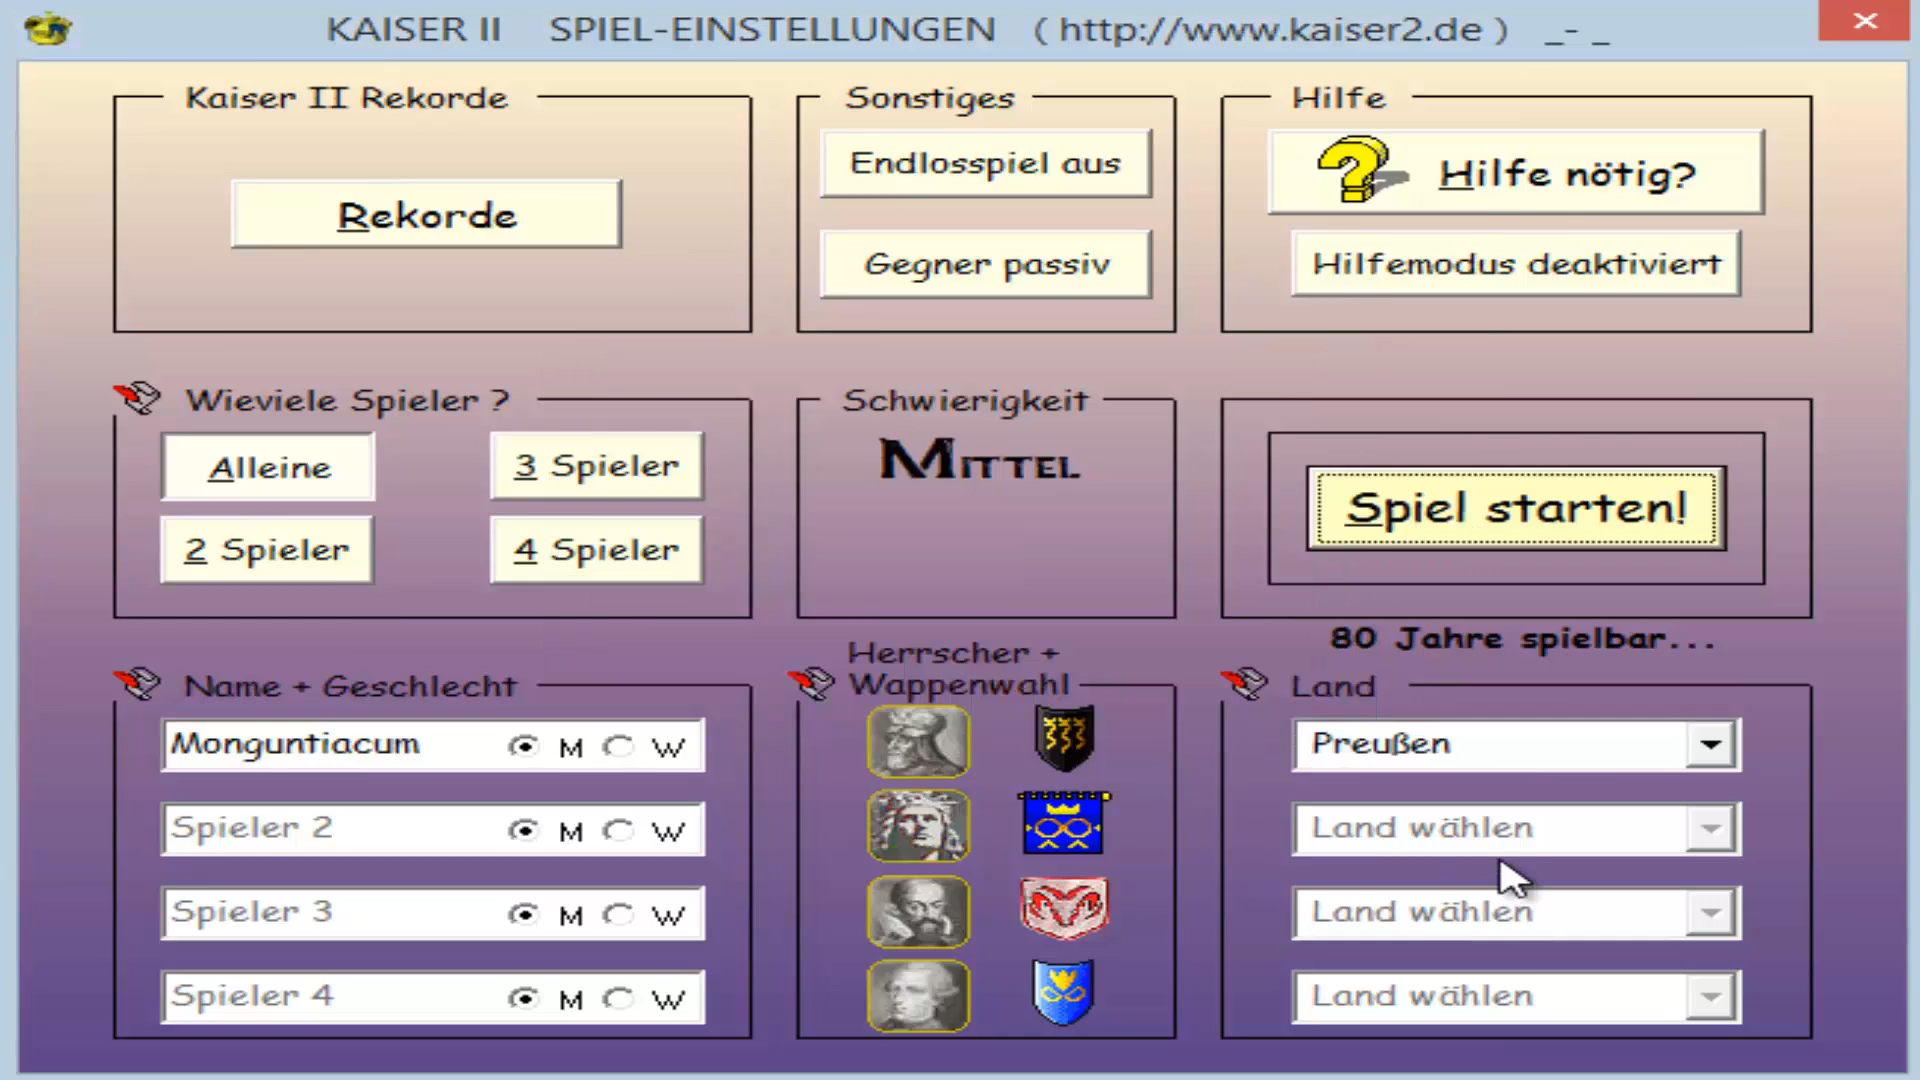 KAISER II SPIEL-EINSTELLUNGEN ( http://www.kaiser2.de ) _- _
Kaiser II Rekorde
Rekorde
Sonstiges
Endlosspiel aus
Gegner passiv
Hilfe
Hilfe nötig?
Hilfemodus deaktiviert
Wieviele Spieler ?
Alleine
3 Spieler
2 Spieler
4 Spieler
Schwierigkeit
MITTEL
Spiel starten!
80 Jahre spielbar...
Name + Geschlecht
Monguntiacum M W
Spieler 2 M W
Spieler 3 M W
Spieler 4 M W
Herrscher +
Wappenwahl
Land
Preußen
Land wählen
Land wählen
Land wählen